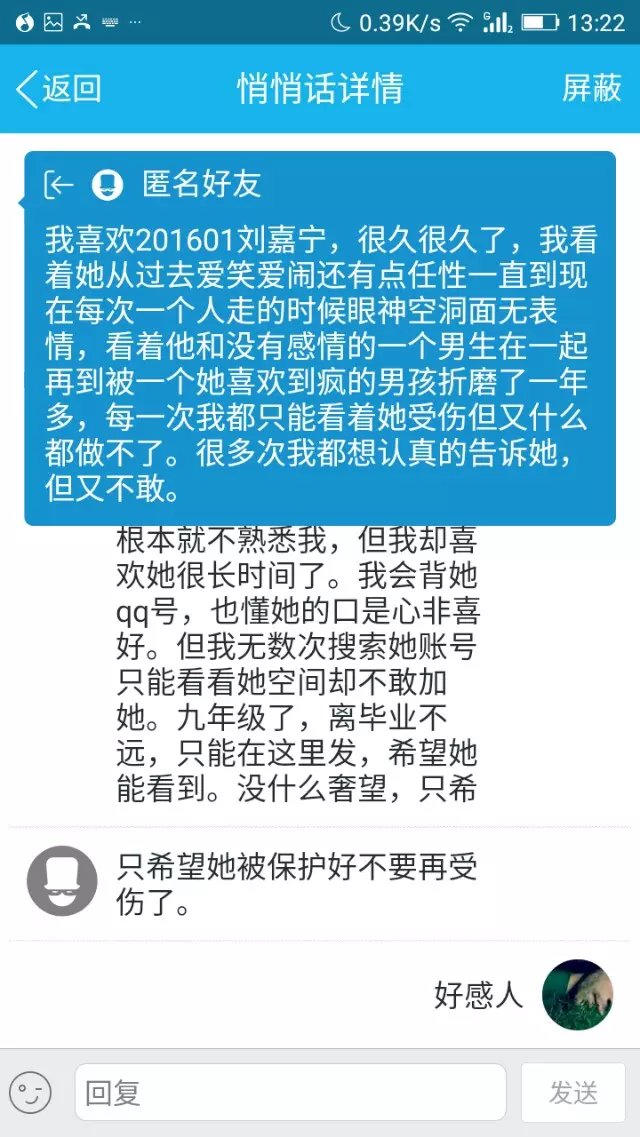 0.39K/s
G
2
13:22
返回
悄悄话详情
屏蔽
匿名好友
我喜欢201601刘嘉宁，很久很久了，我看
着她从过去爱笑爱闹还有点任性一直到现
在每次一个人走的时候眼神空洞面无表
情，看着他和没有感情的一个男生在一起
再到被一个她喜欢到疯的男孩折磨了一年
多，每一次我都只能看着她受伤但又什么
都做不了。很多次我都想认真的告诉她，
但又不敢。
根本就不熟悉我，但我却喜
欢她很长时间了。我会背她
qq号，也懂她的口是心非喜
好。但我无数次搜索她账号
只能看看她空间却不敢加
她。九年级了，离毕业不
远，只能在这里发，希望她
能看到。没什么奢望，只希
只希望她被保护好不要再受
伤了。
好感人
回复
发送